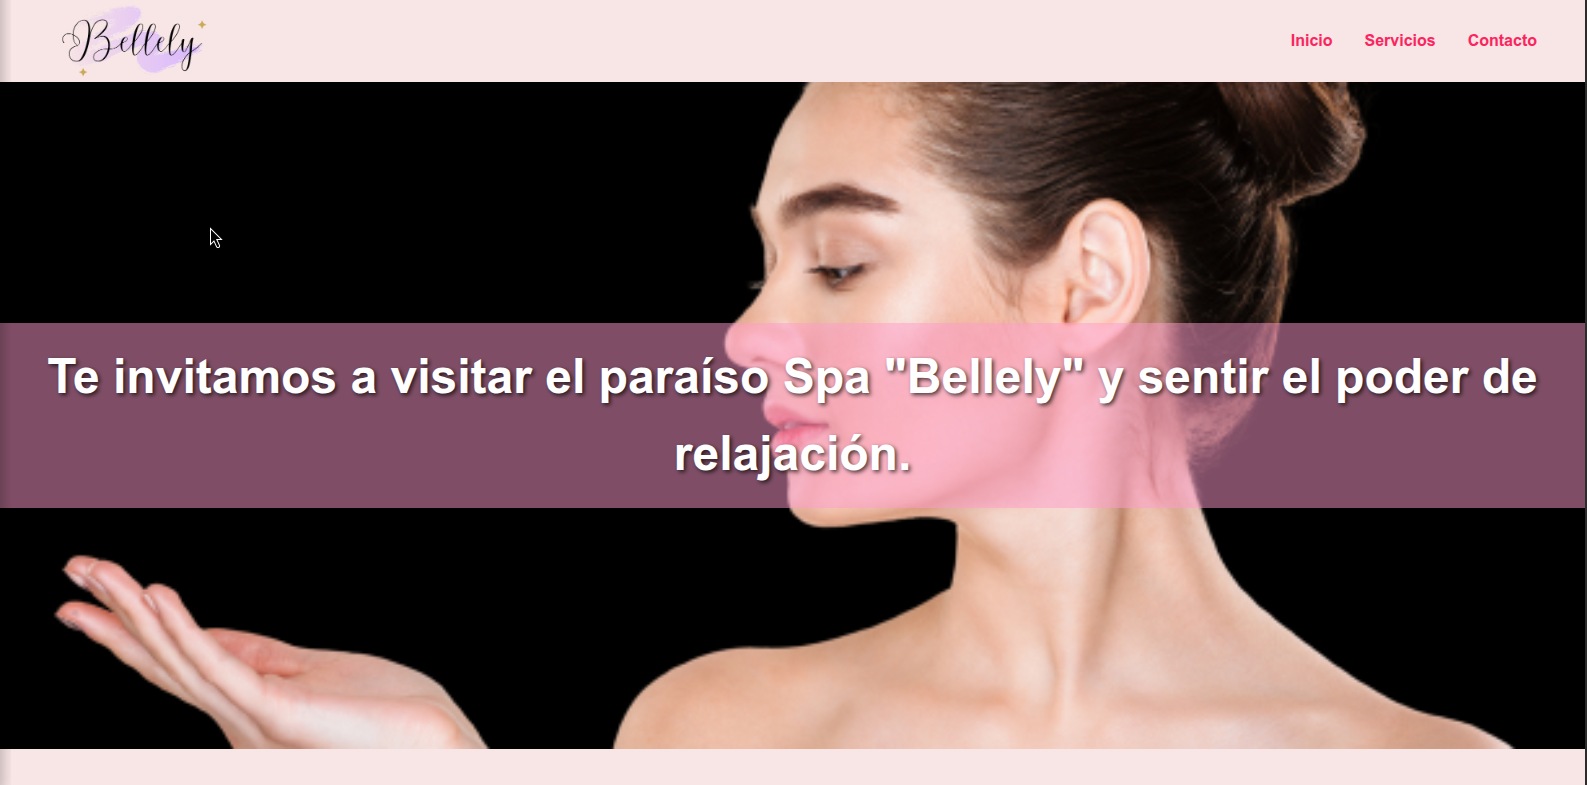 Bellely
Inicio Servicios Contacto
Te invitamos a visitar el paraíso Spa "Bellely" y sentir el poder de
relajación.